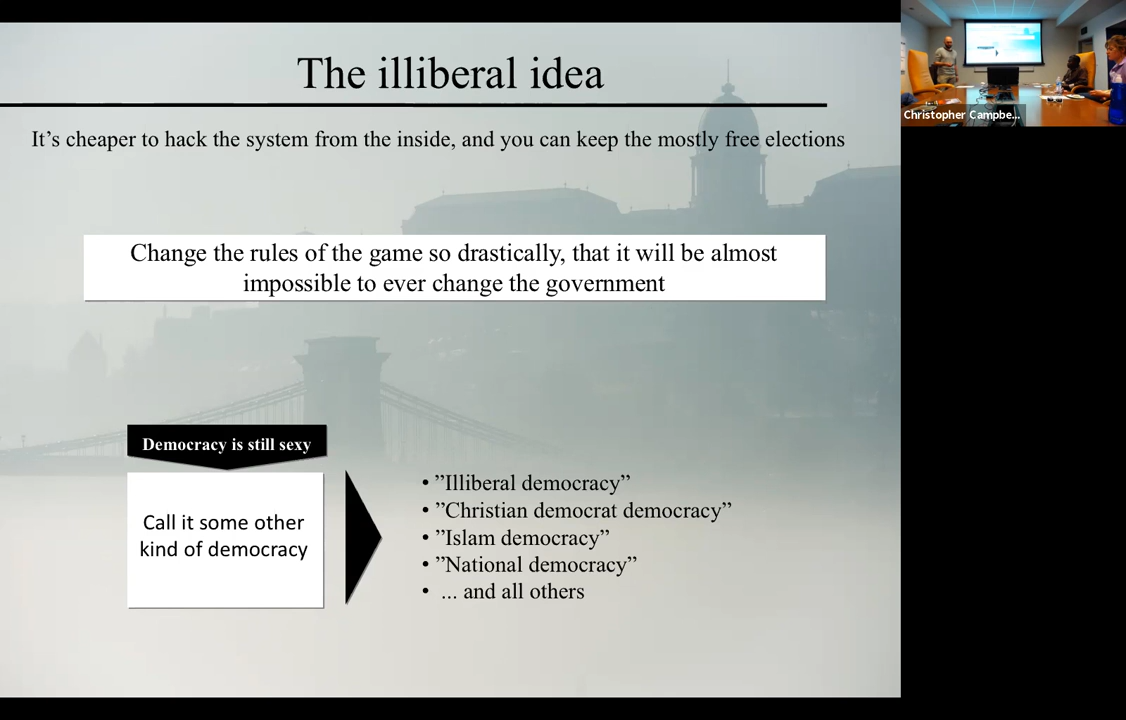 The illiberal idea
It’s cheaper to hack the system from the inside, and you can keep the mostly free elections
Change the rules of the game so drastically, that it will be almost
impossible to ever change the government
Democracy is still sexy
Call it some other
kind of democracy
• ”Illiberal democracy”
• ”Christian democrat democracy”
• ”Islam democracy”
• ”National democracy”
• ... and all others
Christopher Campbe...